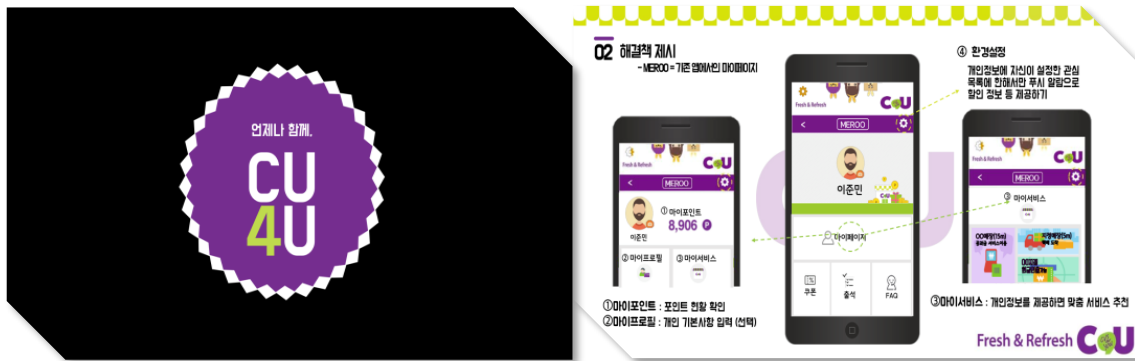 언제나 함께.
CU
4U
02 해결책 제시
- MEROO = 기존 앱에서의 마이페이지
④ 환경설정
개인정보에 자신이 설정한 관심
목록에 한해서만 푸시 알람으로
할인 정보 등 제공하기
Fresh & Refresh CU
< MEROO
이준민
마이페이지
쿠폰 출석 FAQ
Fresh & Refresh CU
< MEROO
① 마이포인트
8,906 P
이준민
② 마이프로필 ③ 마이서비스
Fresh & Refresh CU
< MEROO
③ 마이서비스
①마이포인트 : 포인트 현황 확인
②마이프로필 : 개인 기본사항 입력 (선택)
③마이서비스 : 개인정보를 제공하면 맞춤 서비스 추천
Fresh & Refresh CU